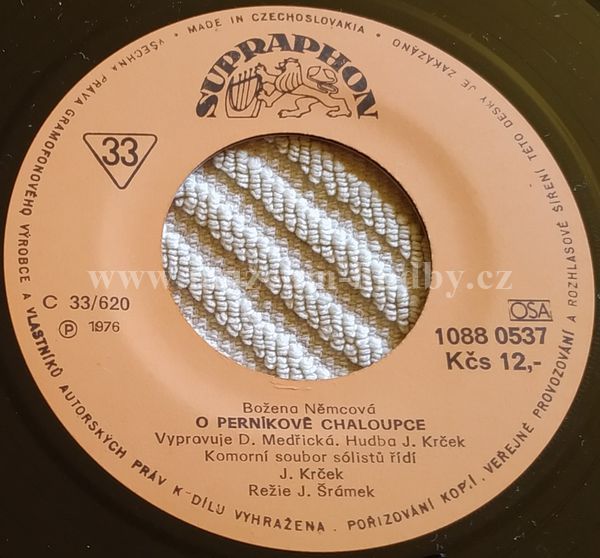 VŠECHNA PRÁVA GRAMOFONOVÉHO VÝROBCE A VLASTNÍKŮ AUTORSKÝCH PRÁV K DÍLU VYHRAŽENA. POŘIZOVÁNÍ KOPIÍ, VEŘEJNÉ PROVOZOVÁNÍ A ROZHLASOVÉ ŠÍŘENÍ TÉTO DESKY JE ZAKÁZÁNO
• MADE IN CZECHOSLOVAKIA •
SUPRAPHON
33
C 33/620
Ⓟ 1976
OSA
1088 0537
Kčs 12,-
Božena Němcová
O PERNÍKOVÉ CHALOUPCE
Vypravuje D. Medřická. Hudba J. Krček
Komorní soubor sólistů řídí
J. Krček
Režie J. Šrámek